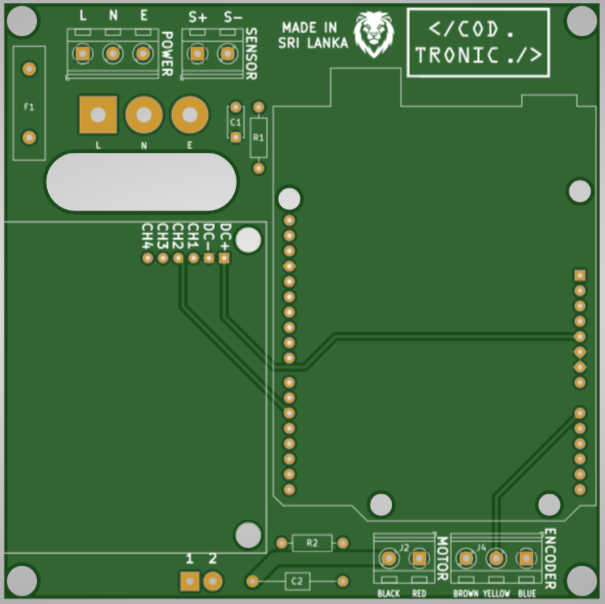 L N E
S+ S-
MADE IN
SRI LANKA
</COD.
TRONIC./>
POWER
SENSOR
F1
C1
R1
L N E
CH4
CH3
CH2
CH1
DC-
DC+
R2
1 2
C2
J2
MOTOR
J4
ENCODER
BLACK RED
BROWN YELLOW BLUE